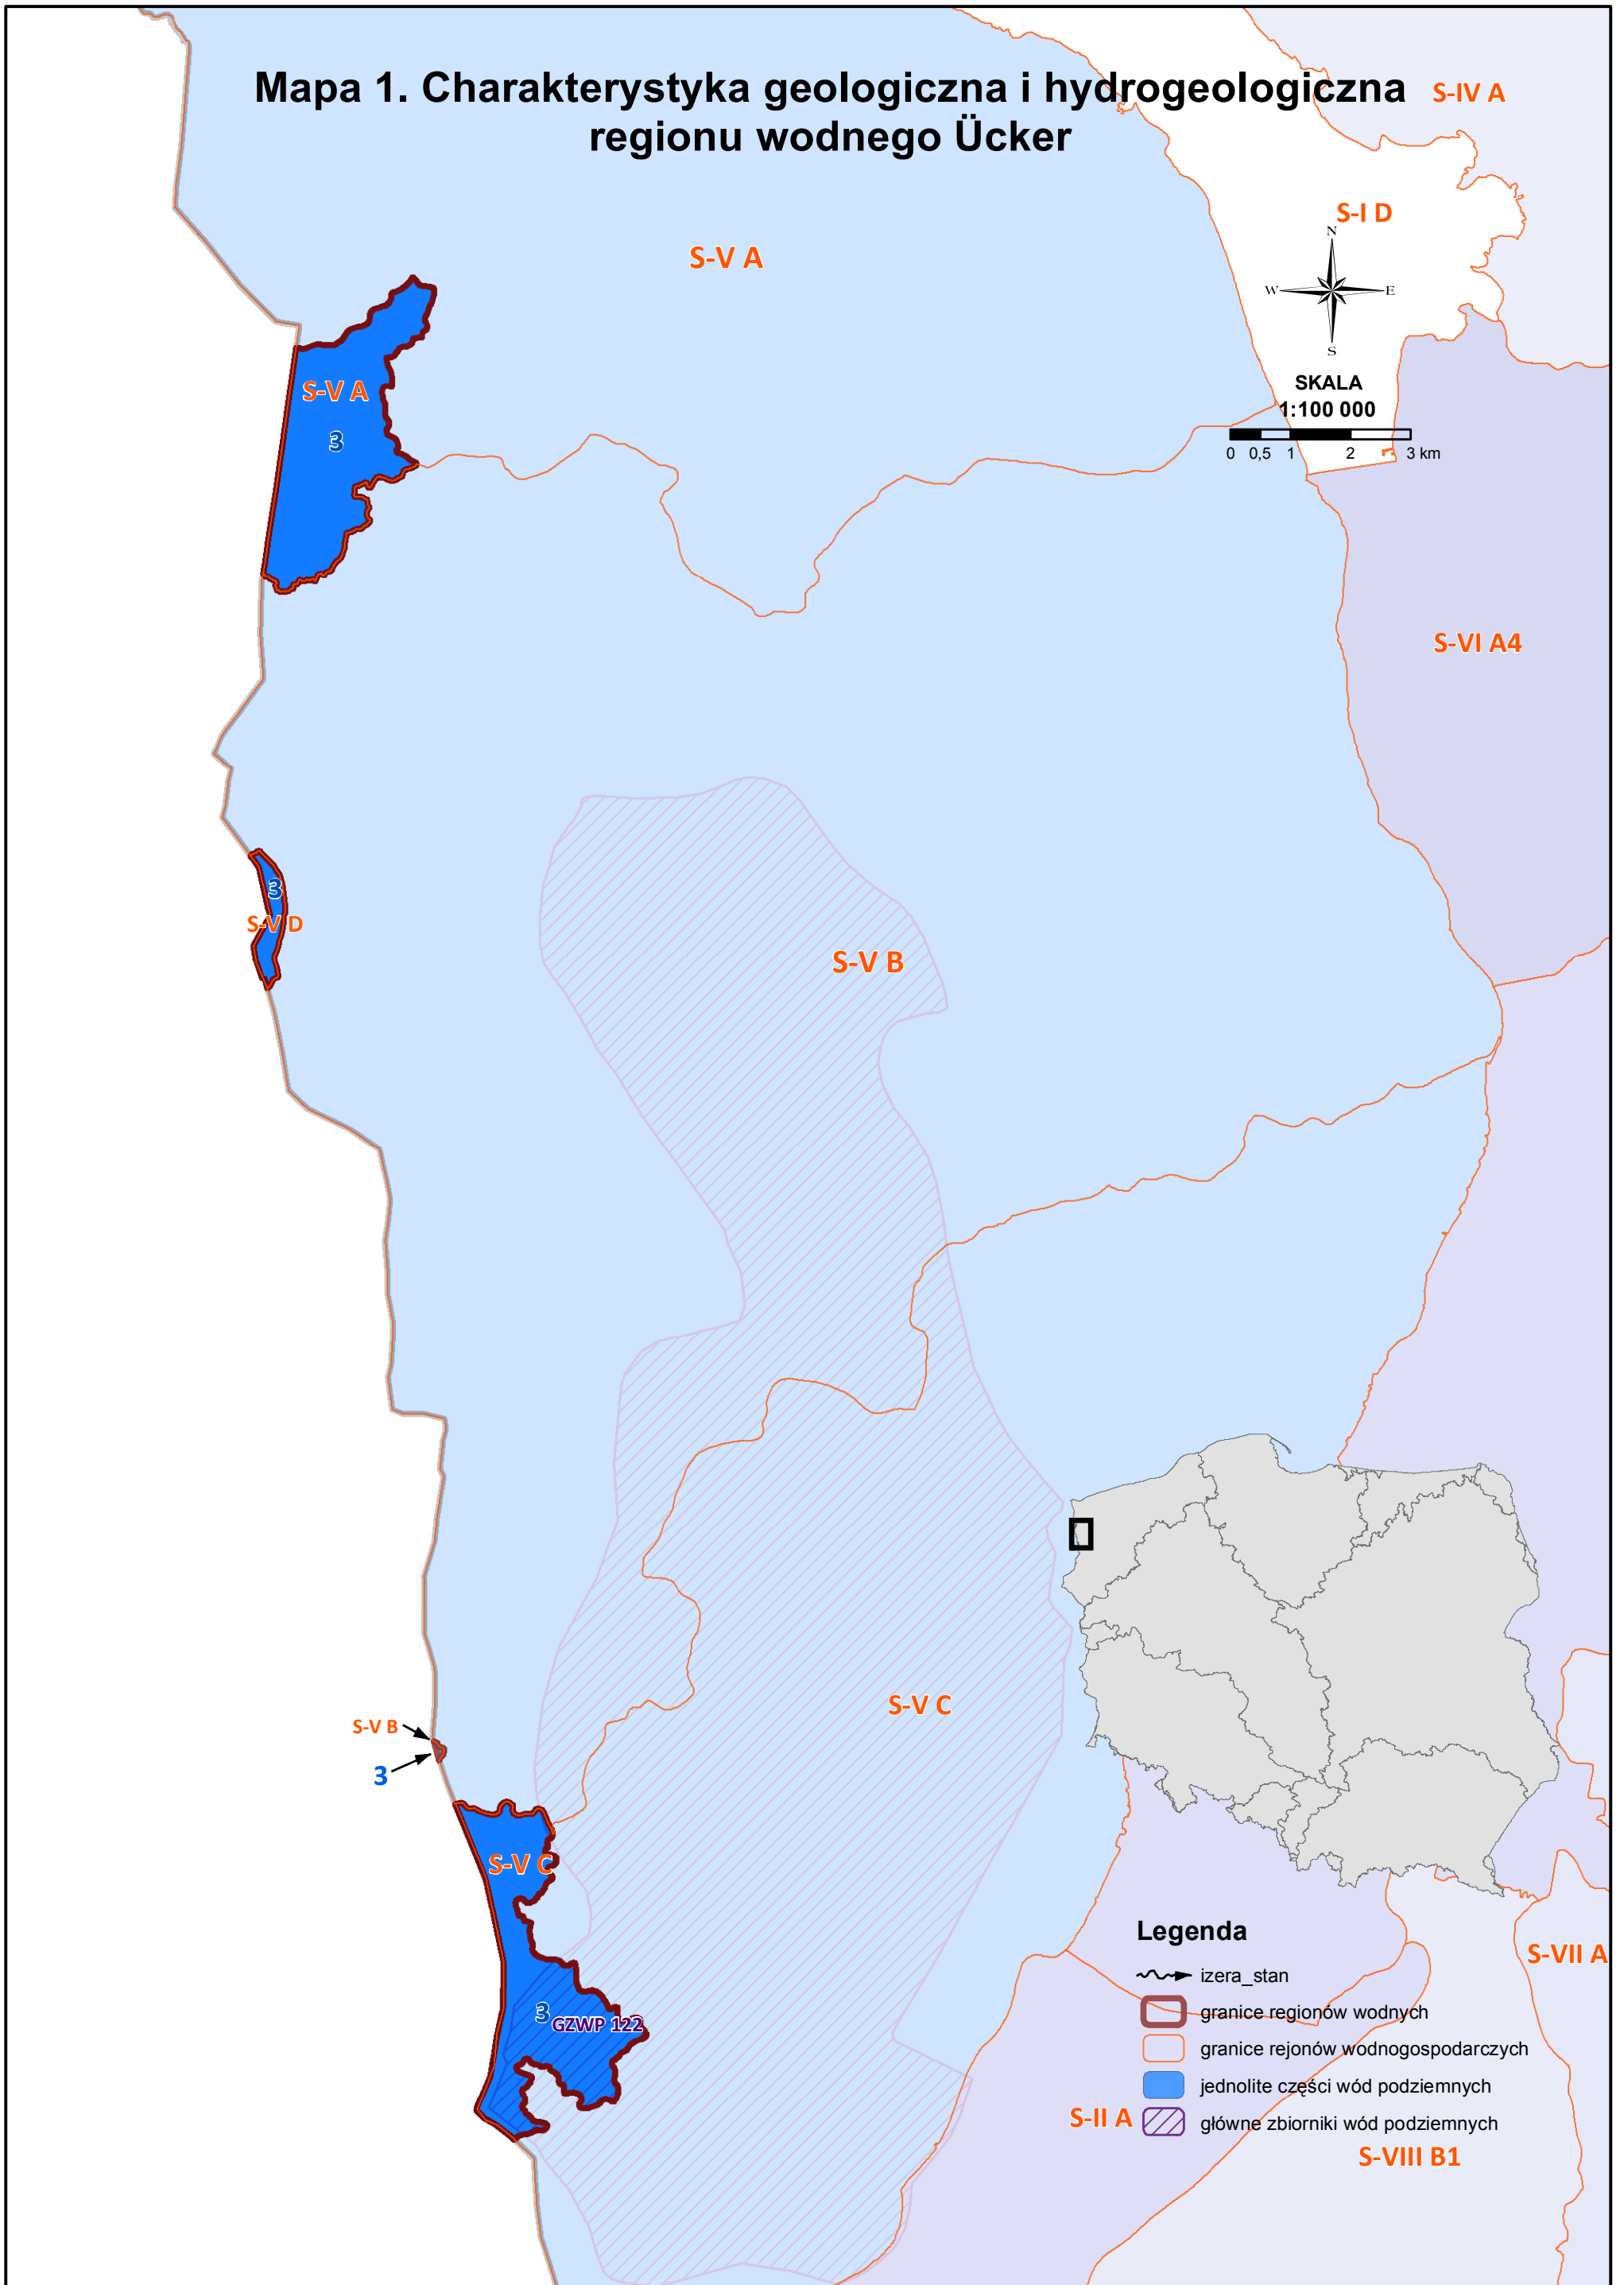 Mapa 1. Charakterystyka geologiczna i hydrogeologiczna
regionu wodnego Ücker
S-IV A
S-I D
S-V A
N
W E
S
SKALA
1:100 000
0 0,5 1 2 3 km
S-V A
3
S-VI A4
3
S-V D
S-V B
S-V C
S-V B
3
S-V C
3
GZWP 122
Legenda
izera_stan
granice regionów wodnych
granice rejonów wodnogospodarczych
jednolite części wód podziemnych
główne zbiorniki wód podziemnych
S-VII A
S-II A
S-VIII B1